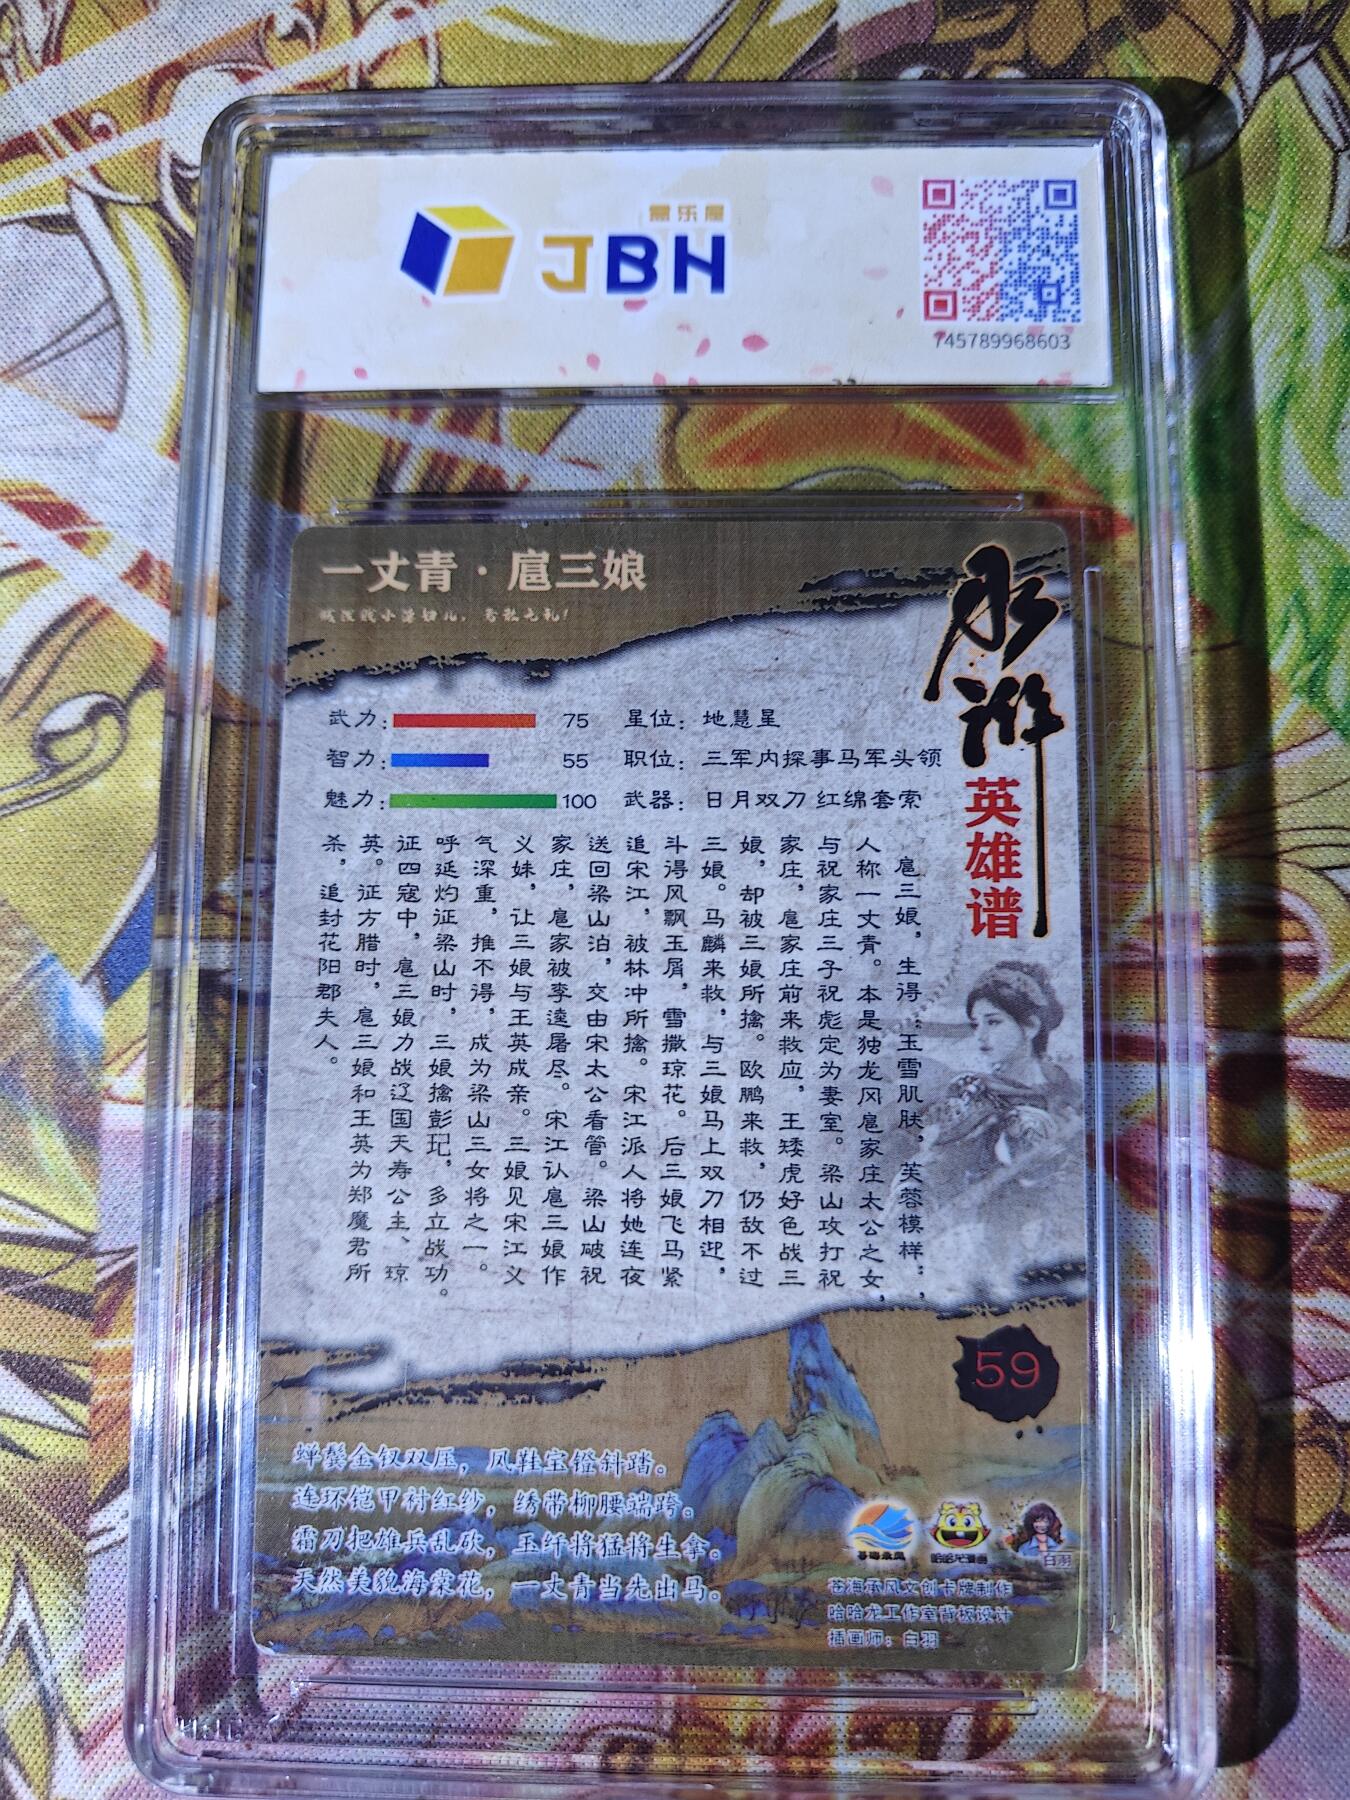 盒乐屋
JBH
745789968603
一丈青·扈三娘
水浒
英雄谱
武力： 75 星位：地慧星
智力： 55 职位：三军内探事马军头领
魅力： 100 武器：日月双刀 红绵套索
扈三娘，生得：玉雪肌肤，芙蓉模样；，
人称一丈青。本是独龙冈扈家庄太公之女，
与祝家庄三子祝彪定为妻室。梁山攻打祝
家庄，扈家庄前来救应，王矮虎好色战三
娘，却被三娘所擒。欧鹏来救，仍敌不过
三娘。马麟来救，与三娘马上双刀相迎，
斗得风飘玉屑，雪撒琼花。后三娘飞马紧
追宋江，被林冲所擒。宋江派人将她连夜
送回梁山泊，交由宋太公看管。梁山破祝
家庄，扈家被李逵屠尽。宋江认扈三娘作
义妹，让三娘与王英成亲。三娘见宋江义
气深重，推不得，成为梁山三女将之一。
呼延灼证梁山时，三娘擒彭玘，多立战功。
征四寇中，扈三娘力战辽国天寿公主、琼
英。征方腊时，扈三娘和王英为郑魔君所
杀，追封花阳郡夫人。
59
蝉鬓金钗双压，凤鞋宝镫斜踏。
连环铠甲衬红纱，绣带柳腰端跨。
霜刀把雄兵乱砍，玉纤将猛将生拿。
天然美貌海棠花，一丈青当先出马。
白羽
苍海承风文创卡牌制作
哈哈龙工作室背板设计
插画师：白羽